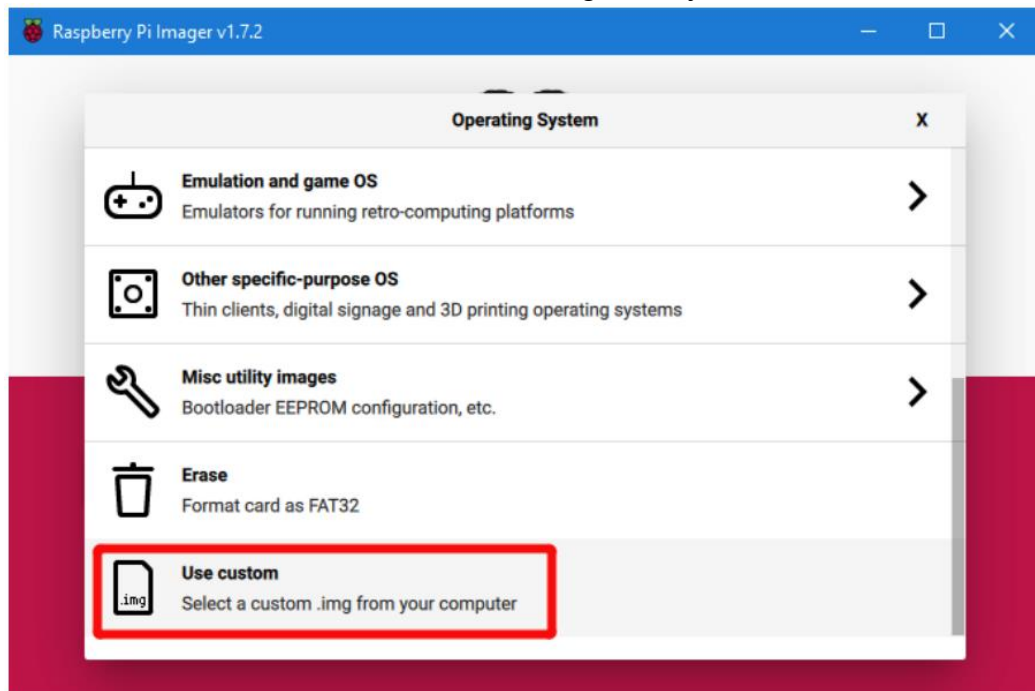 Raspberry Pi Imager v1.7.2
Operating System
X
Emulation and game OS
Emulators for running retro-computing platforms
Other specific-purpose OS
Thin clients, digital signage and 3D printing operating systems
Misc utility images
Bootloader EEPROM configuration, etc.
Erase
Format card as FAT32
Use custom
.img
Select a custom .img from your computer